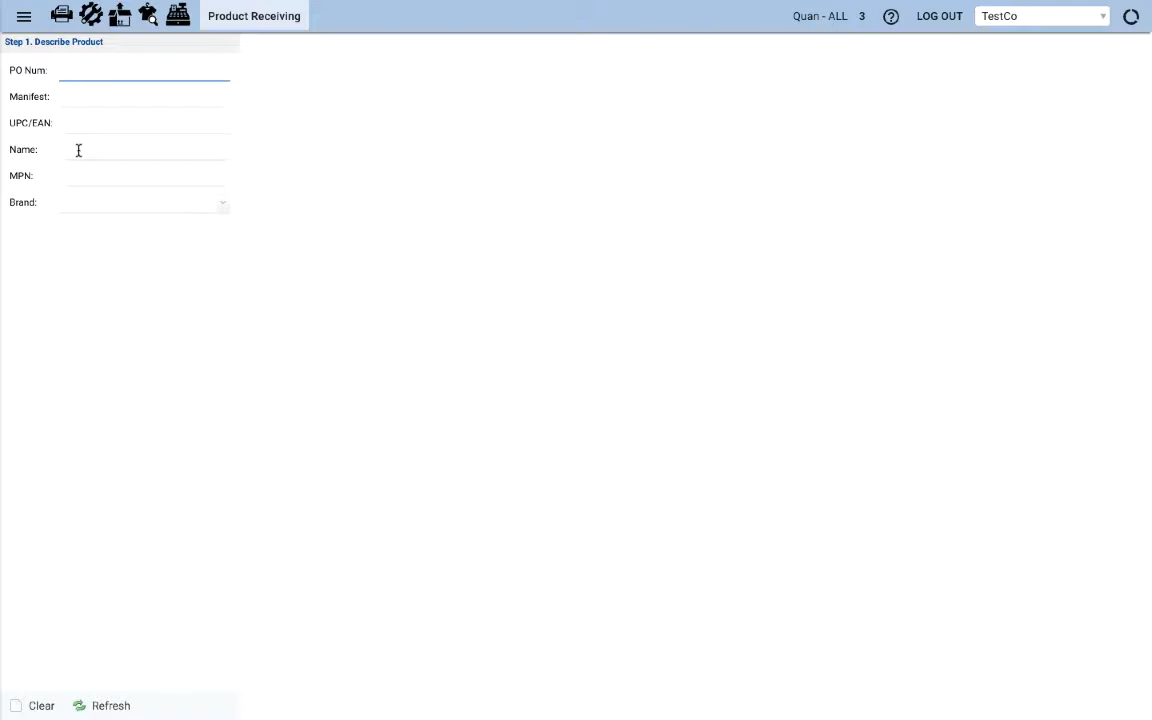 Product Receiving Quan - ALL 3 LOG OUT TestCo
Step 1. Describe Product
PO Num:
Manifest:
UPC/EAN:
Name:
MPN:
Brand:
Clear Refresh